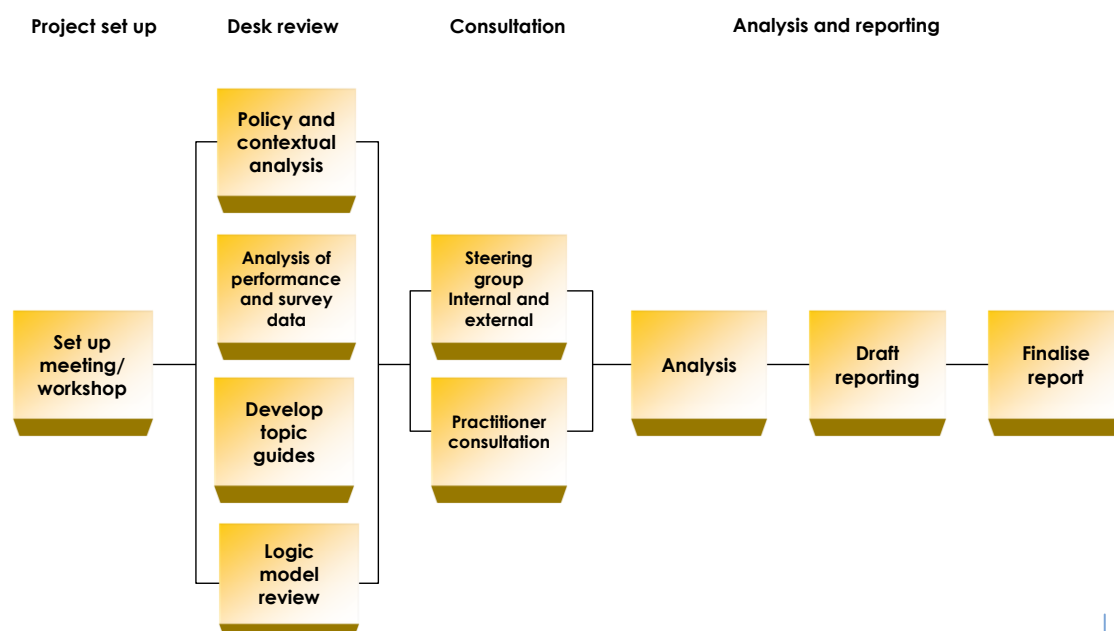 Project set up
Desk review
Consultation
Analysis and reporting
Set up
meeting/
workshop
Policy and
contextual
analysis
Analysis of
performance
and survey
data
Develop
topic
guides
Logic
model
review
Steering
group
Internal and
external
Practitioner
consultation
Analysis
Draft
reporting
Finalise
report